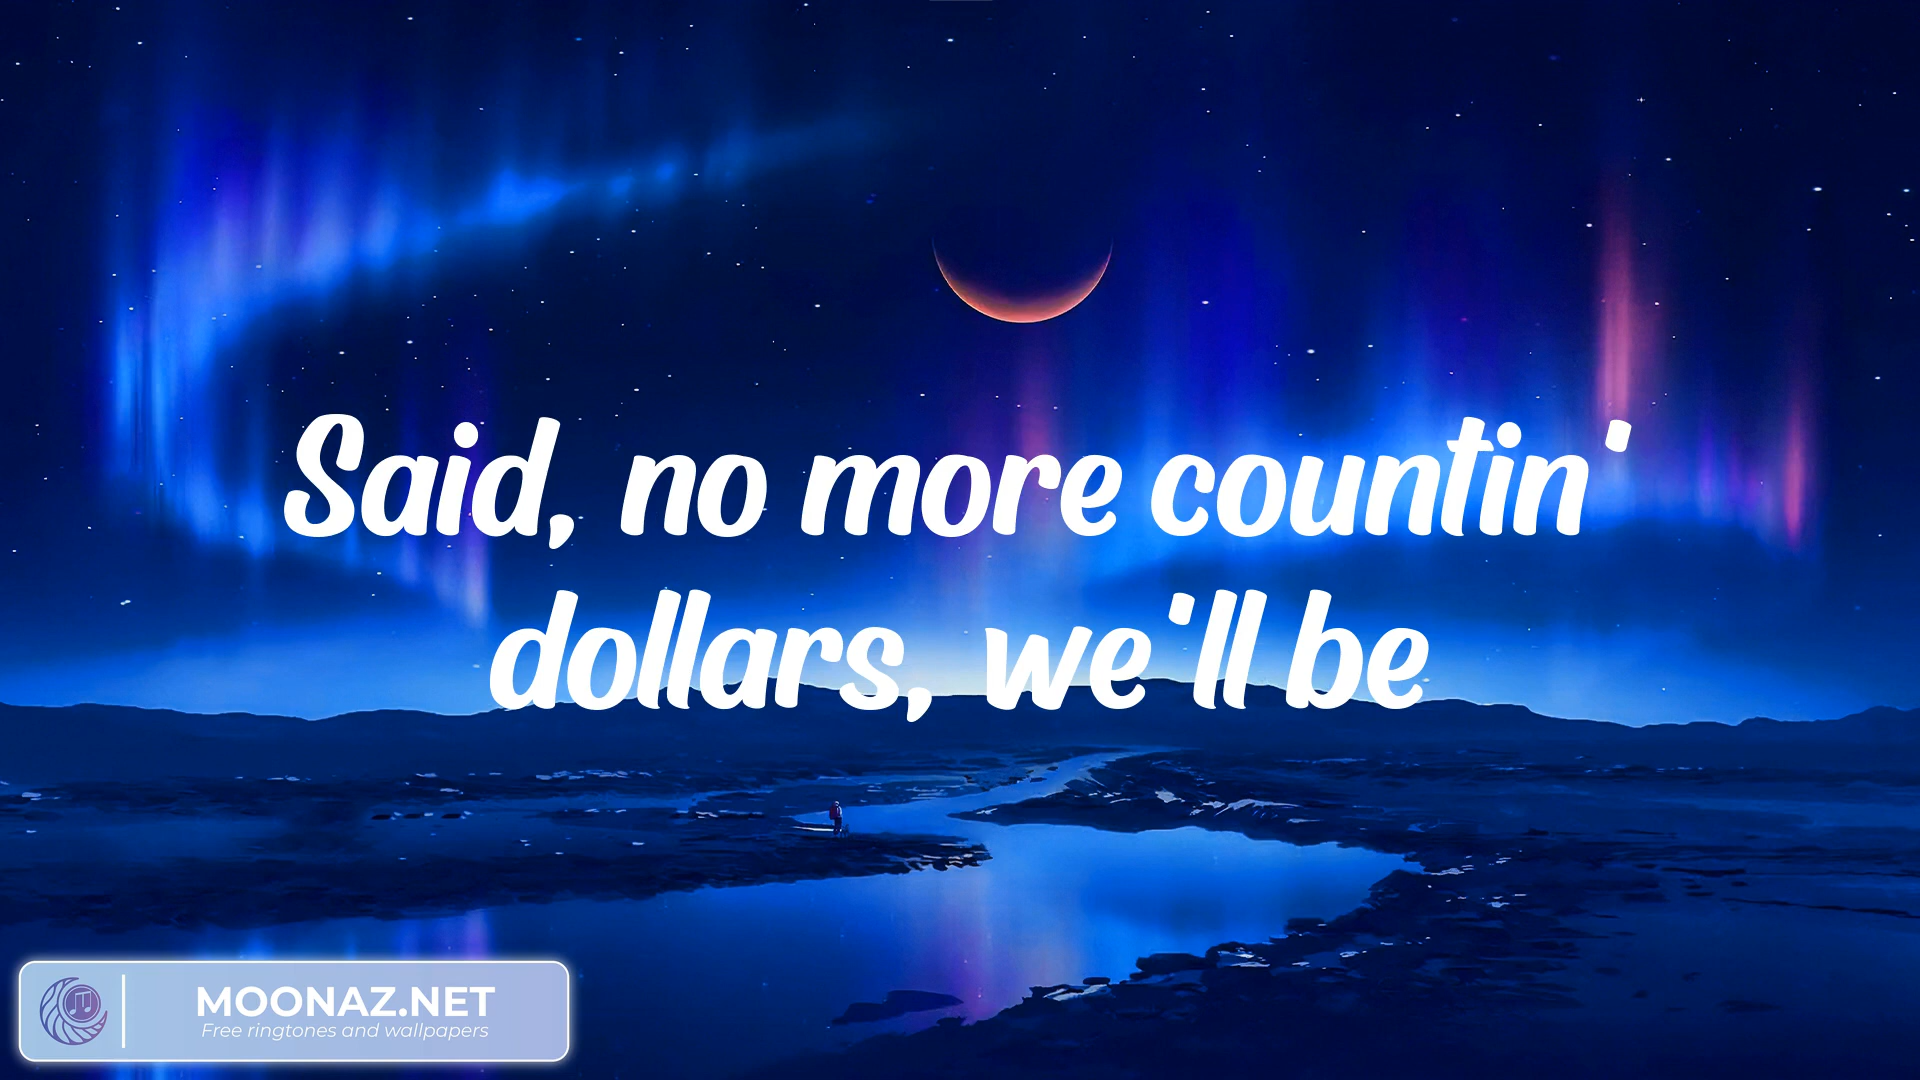 Said, no more countin'
dollars, we'll be
MOONAZ.NET
Free ringtones and wallpapers